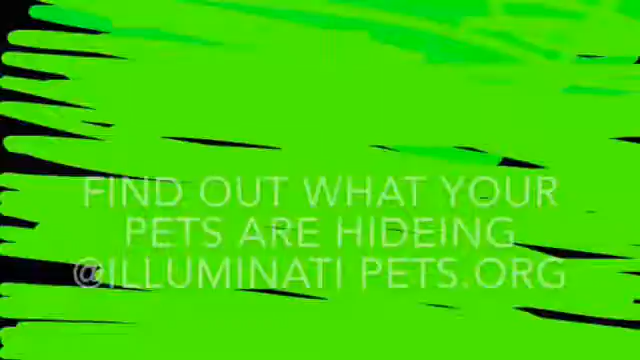 FIND OUT WHAT YOUR
PETS ARE HIDEING
@ILLUMINATI PETS.ORG